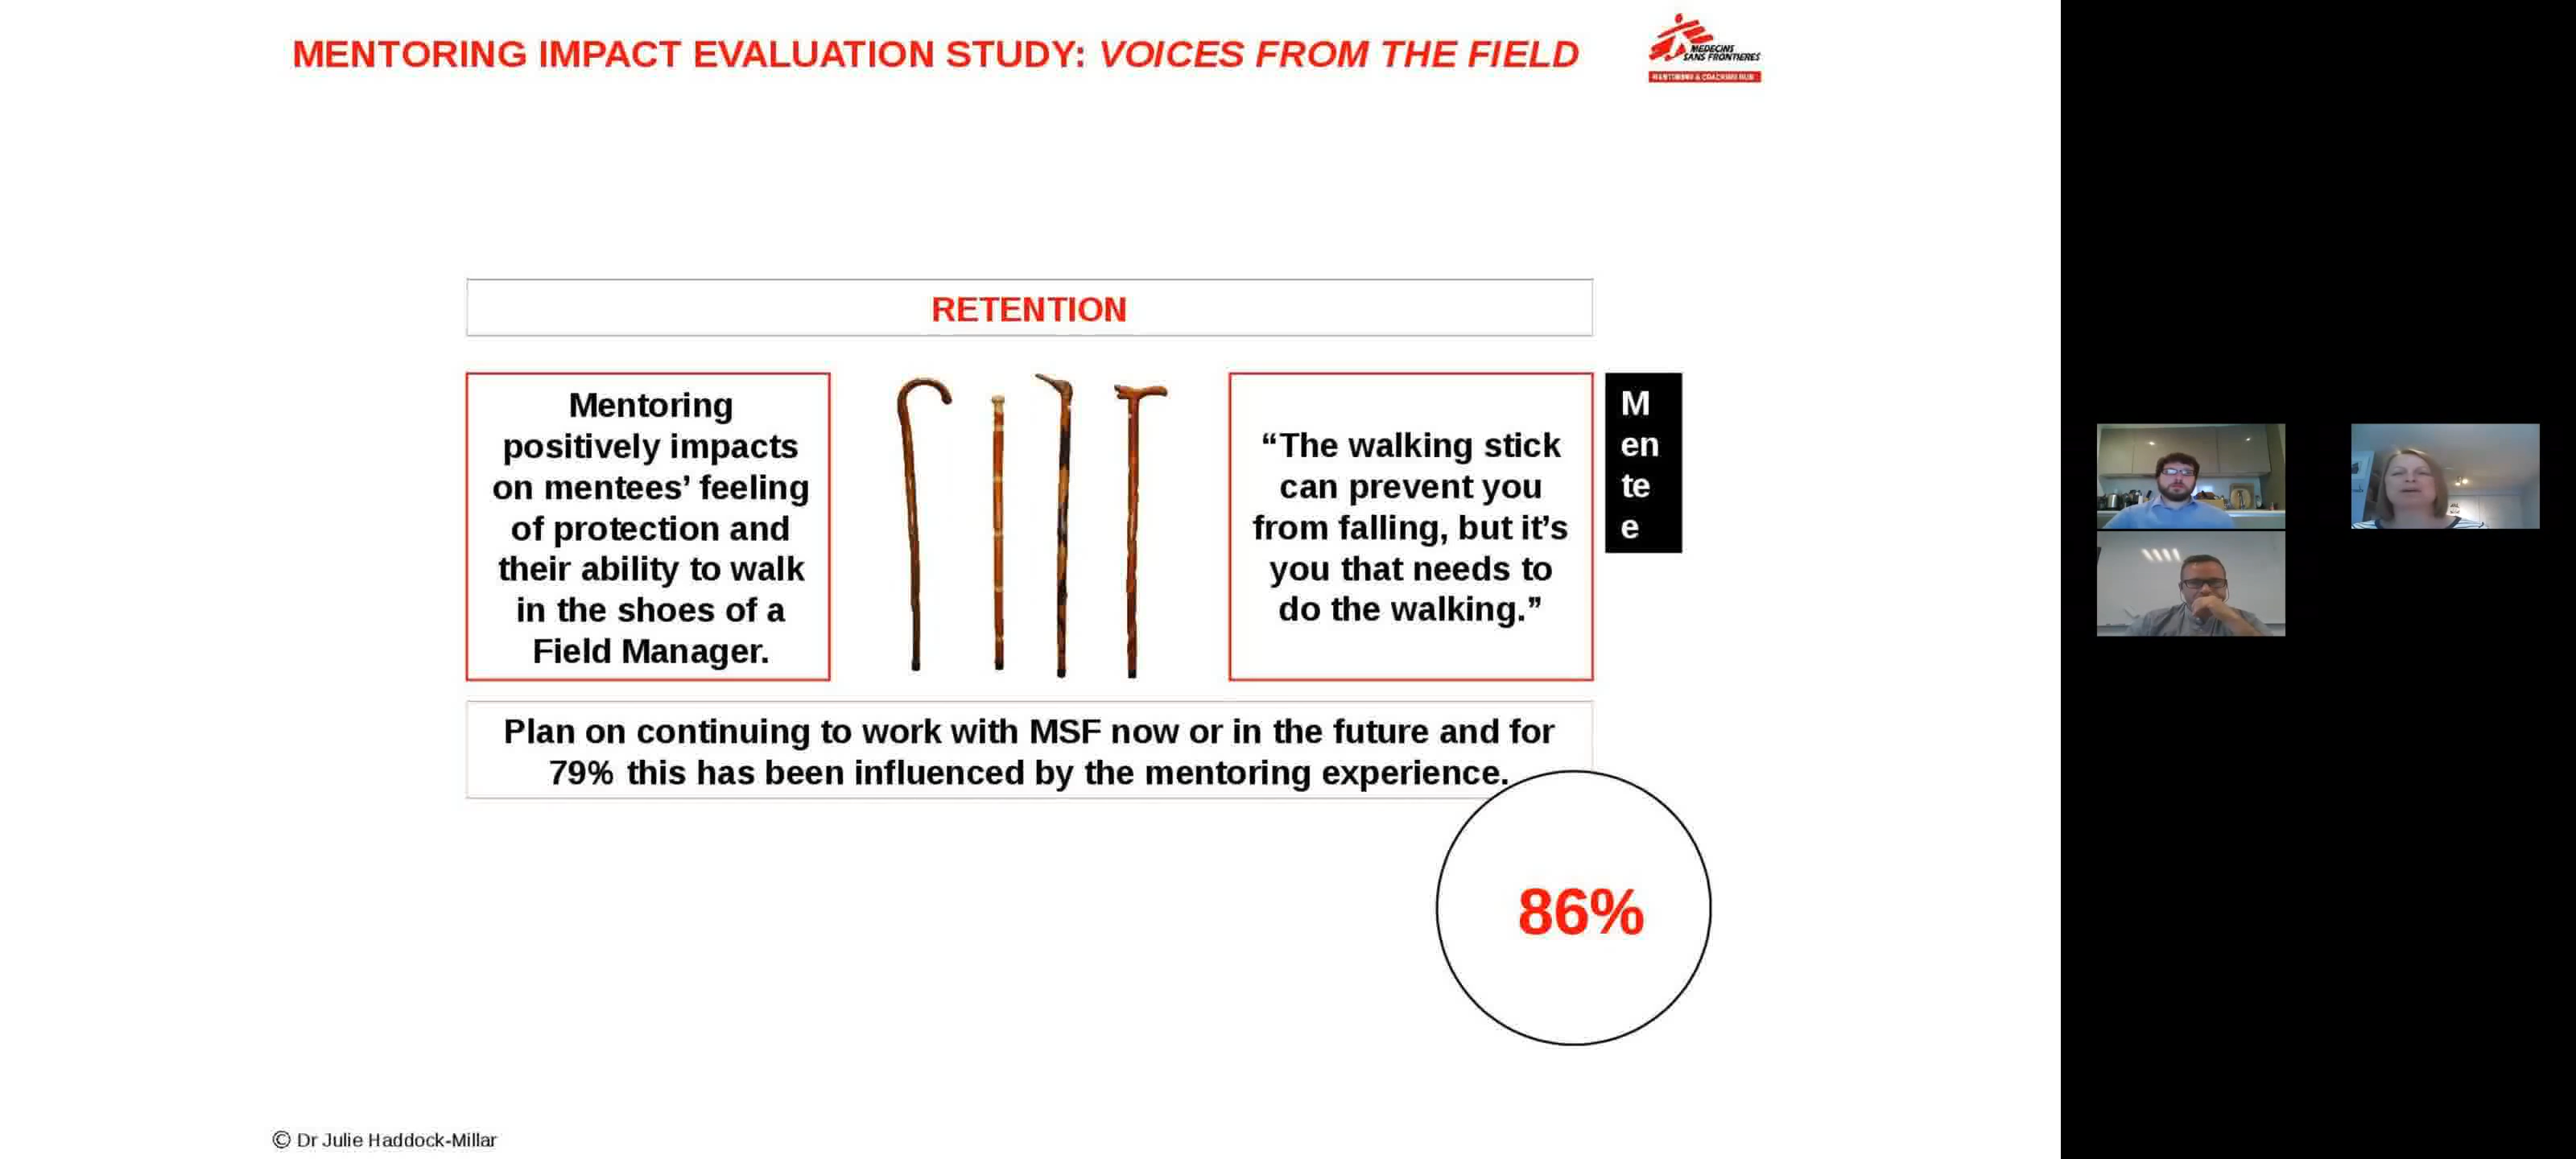 MENTORING IMPACT EVALUATION STUDY: VOICES FROM THE FIELD
MEDECINS
SANS FRONTIERES
MENTORING & COACHING HUB
RETENTION
Mentoring
positively impacts
on mentees’ feeling
of protection and
their ability to walk
in the shoes of a
Field Manager.
“The walking stick
can prevent you
from falling, but it’s
you that needs to
do the walking.”
M
en
te
e
Plan on continuing to work with MSF now or in the future and for
79% this has been influenced by the mentoring experience.
86%
© Dr Julie Haddock-Millar